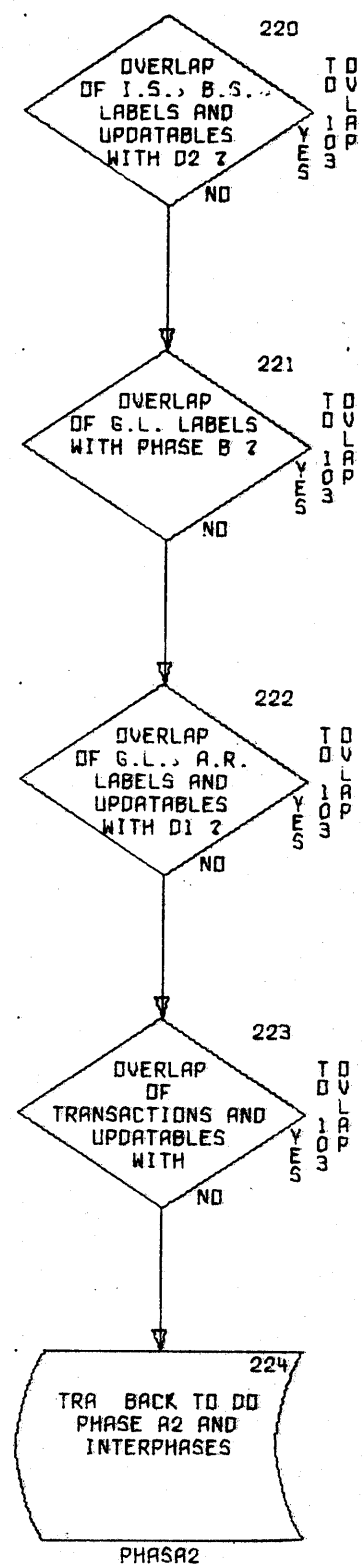 220
OVERLAP
OF I.S., B.S.,
LABELS AND
UPDATABLES
WITH D2 ?
YES
TO 103
OVLAP
NO
221
OVERLAP
OF G.L. LABELS
WITH PHASE B ?
YES
TO 103
OVLAP
NO
222
OVERLAP
OF G.L., A.R.
LABELS AND
UPDATABLES
WITH D1 ?
YES
TO 103
OVLAP
NO
223
OVERLAP
OF
TRANSACTIONS AND
UPDATABLES
WITH
YES
TO 103
OVLAP
NO
224
TRA BACK TO DO
PHASE A2 AND
INTERPHASES
PHASA2